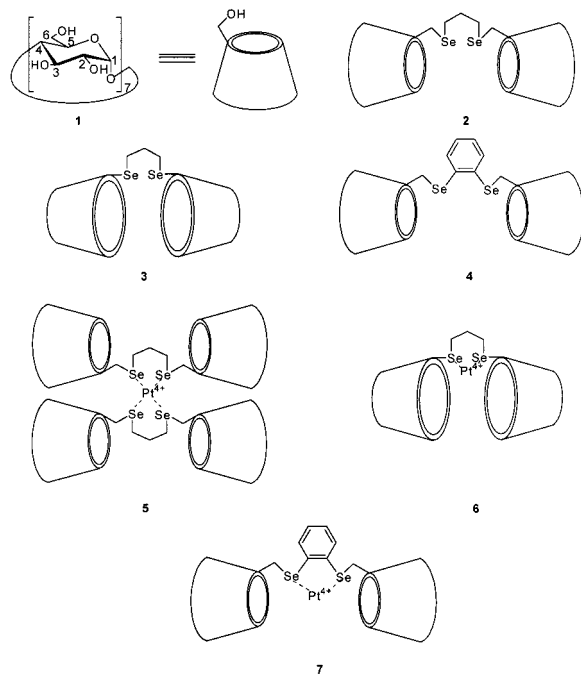 OH
6 OH
5 O
4
HO 3 2 OH 1
O 7
1
Se Se
2
Se Se
3
Se Se
4
Se Se
Pt4+
Se Se
5
Se Se
Pt4+
6
Se Se
Pt4+
7